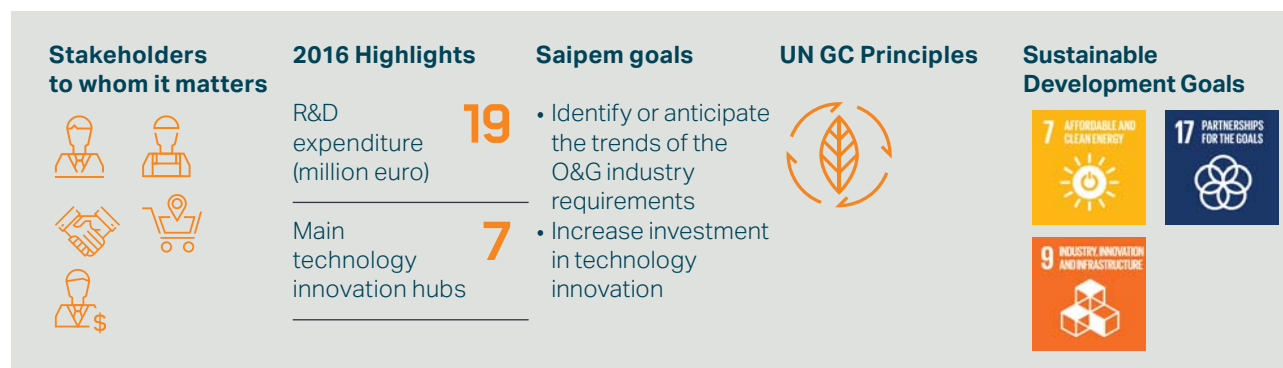 Stakeholders
to whom it matters
2016 Highlights
R&D
expenditure
(million euro)
19
Main
technology
innovation hubs
7
Saipem goals
• Identify or anticipate
the trends of the
O&G industry
requirements
• Increase investment
in technology
innovation
UN GC Principles
Sustainable
Development Goals
7 AFFORDABLE AND
CLEAN ENERGY
17 PARTNERSHIPS
FOR THE GOALS
9 INDUSTRY, INNOVATION
AND INFRASTRUCTURE
$